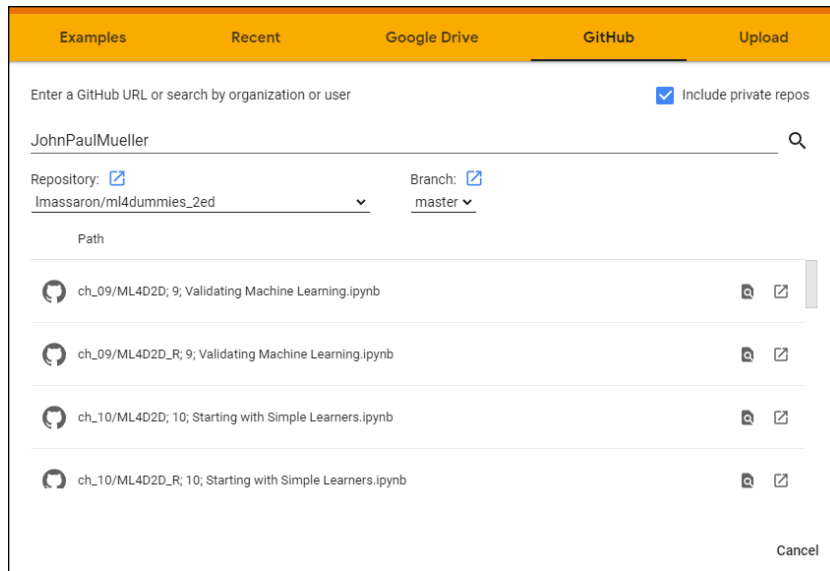 Examples Recent Google Drive GitHub Upload
Enter a GitHub URL or search by organization or user Include private repos
JohnPaulMueller
Repository: Branch:
lmassaron/ml4dummies_2ed master
Path
ch_09/ML4D2D; 9; Validating Machine Learning.ipynb
ch_09/ML4D2D_R; 9; Validating Machine Learning.ipynb
ch_10/ML4D2D; 10; Starting with Simple Learners.ipynb
ch_10/ML4D2D_R; 10; Starting with Simple Learners.ipynb
Cancel